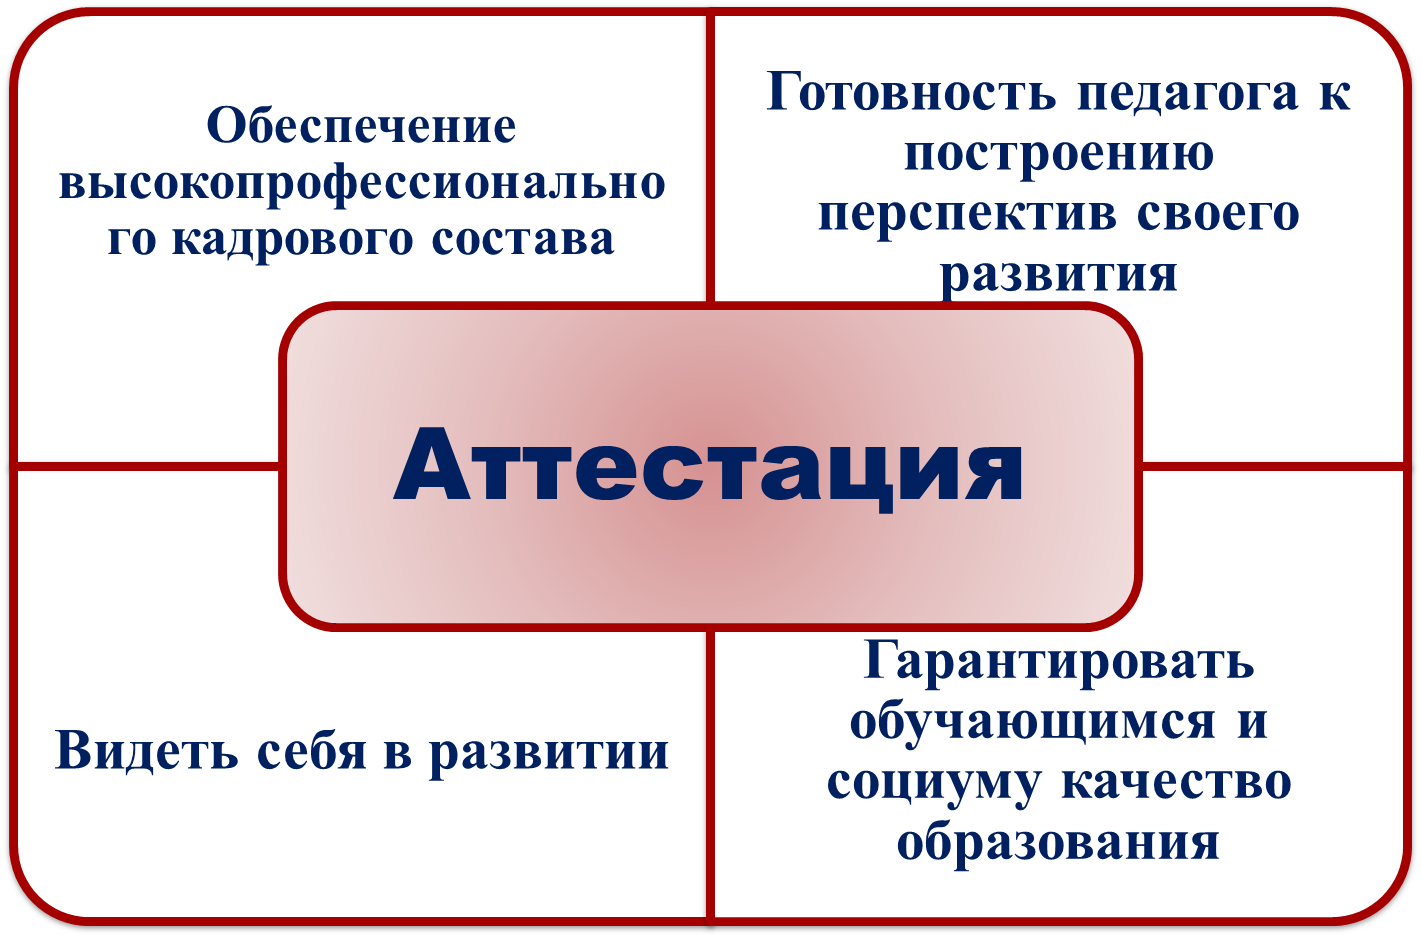 Обеспечение
высокопрофессионально
го кадрового состава
Готовность педагога к
построению
перспектив своего
развития
Аттестация
Видеть себя в развитии
Гарантировать
обучающимся и
социуму качество
образования